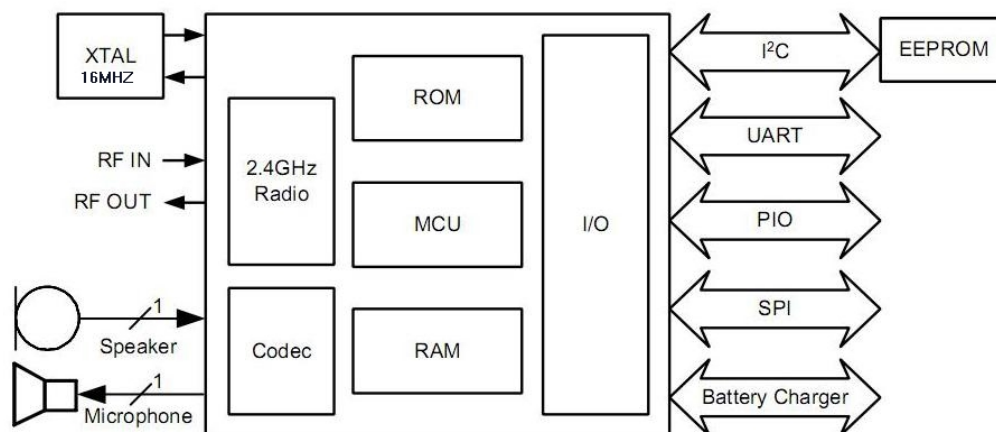 XTAL
16MHZ
RF IN
RF OUT
1
Speaker
1
Microphone
2.4GHz
Radio
Codec
ROM
MCU
RAM
I/O
I²C
UART
PIO
SPI
Battery Charger
EEPROM